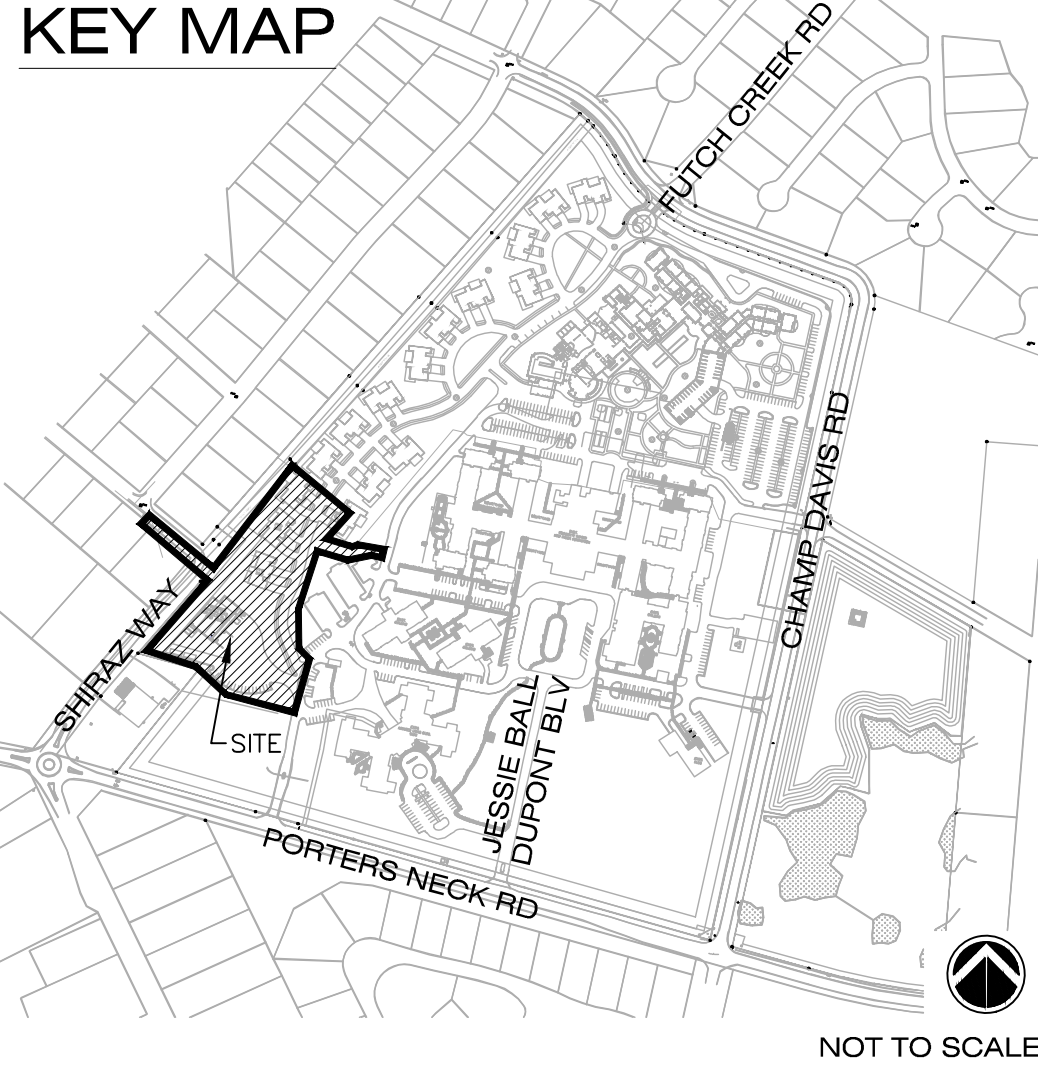 KEY MAP
FUTCH CREEK RD
CHAMP DAVIS RD
SHIRAZ WAY
SITE
JESSIE BALL
DUPONT BLV
PORTERS NECK RD
NOT TO SCALE